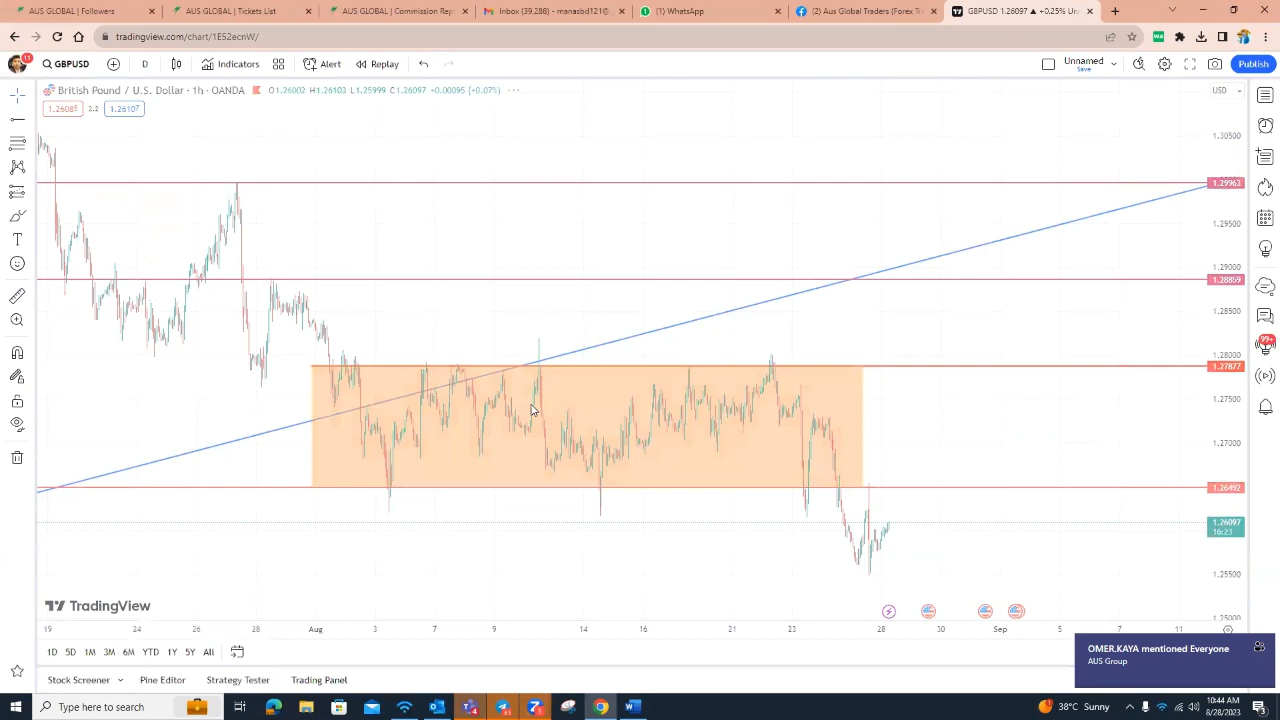 AUS GLOBAL | Followers
AUS GLOBAL | Tickets List
AUS GLOBAL | Commission Rep
Inbox (39,288) - manasbd121@
(1) WhatsApp
(2) Aus Global Traders (Forex Tr
GBPUSD 1.26097 ▲ +0.25% Un
tradingview.com/chart/1E52ecnW/
11
GBPUSD
D
Indicators
Alert
Replay
Unnamed
Save
Publish
British Pound / U.S. Dollar · 1h · OANDA
O1.26002 H1.26103 L1.25999 C1.26097 +0.00095 (+0.07%)
USD
1.26085 2.2 1.26107
1.30500
1.29963
1.29500
1.29000
1.28859
1.28500
1.28000
1.27877
1.27500
1.27000
1.26492
1.26097
16:23
1.25500
1.25000
99+
TradingView
19 24 26 28 Aug 3 7 9 14 16 21 23 28 30 Sep 5 7 11
1D 5D 1M 3M 6M YTD 1Y 5Y All
OMER.KAYA mentioned Everyone
AUS Group
Stock Screener Pine Editor Strategy Tester Trading Panel
Type here to search
38°C Sunny
10:44 AM
8/28/2023